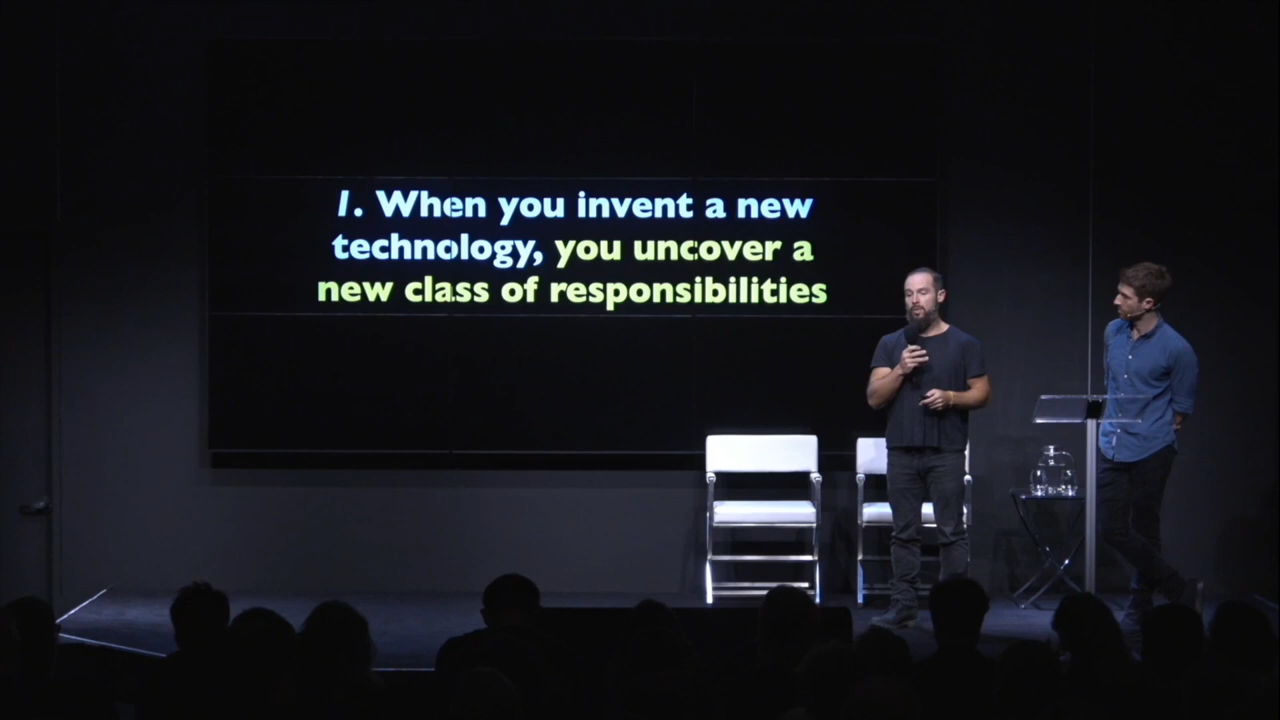 1. When you invent a new
technology, you uncover a
new class of responsibilities